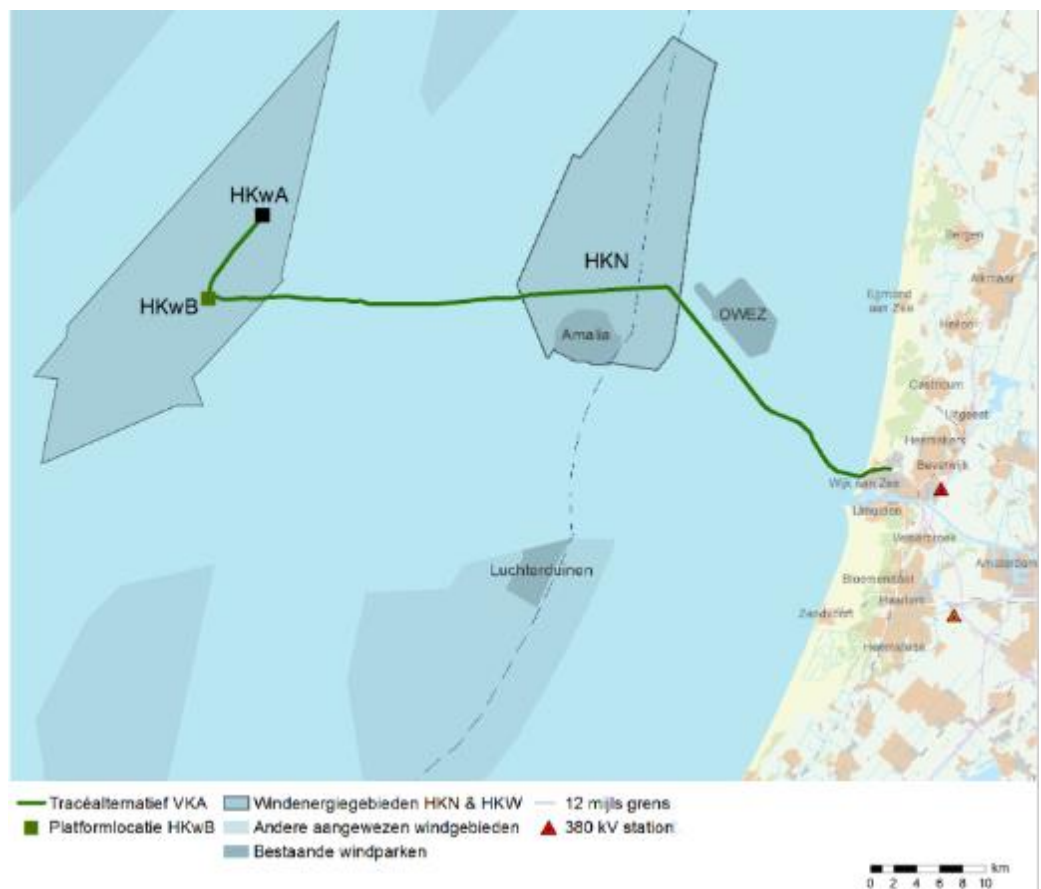 HKwA
HKwB
HKN
Amalia
OWEZ
Luchterduinen
Bergen
Alkmaar
Egmond
aan Zee
Heiloo
Castricum
Uitgeest
Heemskerk
Beverwijk
Wijk aan Zee
IJmuiden
Velserbroek
Amsterdam
Bloemendaal
Haarlem
Zandvoort
Heemstede
Tracéalternatief VKA
Windenergiegebieden HKN & HKW
12 mijls grens
Platformlocatie HKwB
Andere aangewezen windgebieden
380 kV station
Bestaande windparken
km
0 2 4 6 8 10